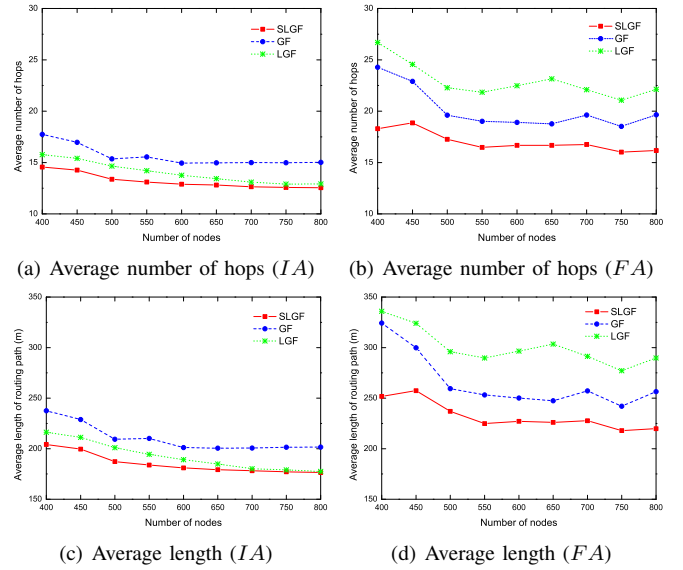 30
25
20
15
10
Average number of hops
400 450 500 550 600 650 700 750 800
Number of nodes
SLGF
GF
LGF
(a) Average number of hops (IA)
30
25
20
15
10
Average number of hops
400 450 500 550 600 650 700 750 800
Number of nodes
SLGF
GF
LGF
(b) Average number of hops (FA)
350
300
250
200
150
Average length of routing path (m)
400 450 500 550 600 650 700 750 800
Number of nodes
SLGF
GF
LGF
(c) Average length (IA)
350
300
250
200
150
Average length of routing path (m)
400 450 500 550 600 650 700 750 800
Number of nodes
SLGF
GF
LGF
(d) Average length (FA)